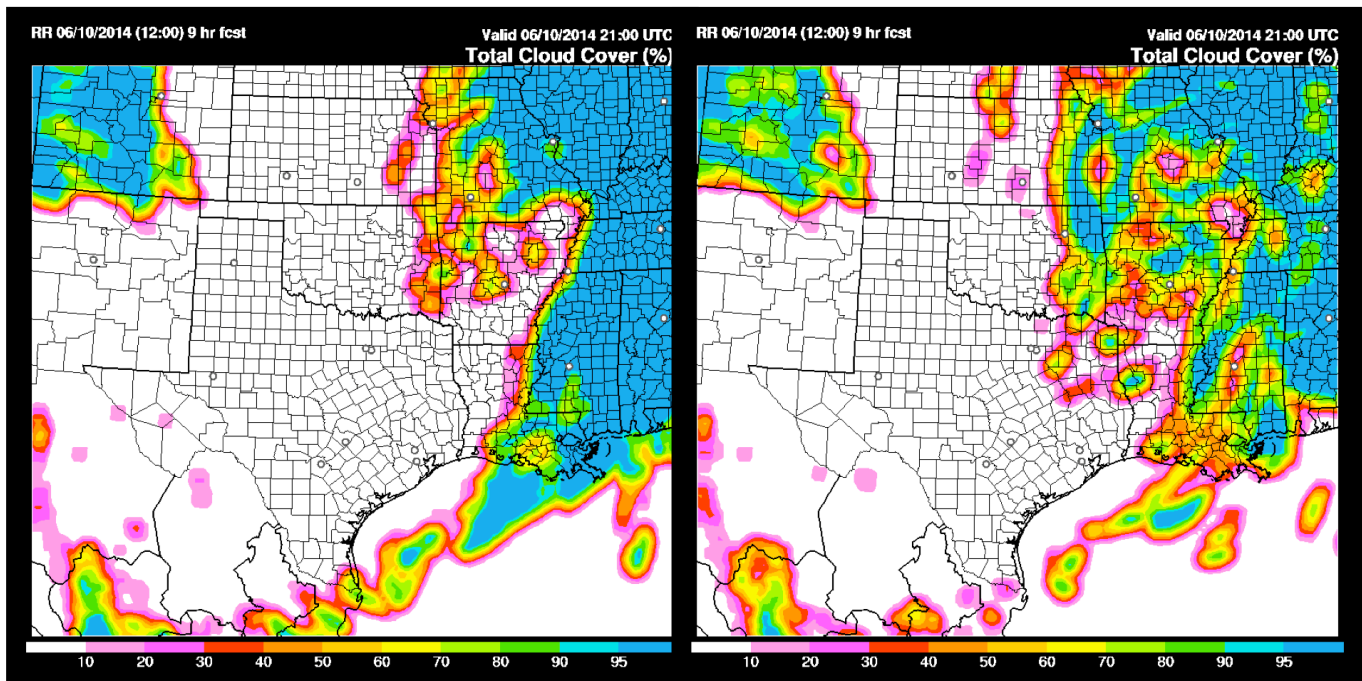 RR 06/10/2014 (12:00) 9 hr fcst
Valid 06/10/2014 21:00 UTC
Total Cloud Cover (%)
10 20 30 40 50 60 70 80 90 95
RR 06/10/2014 (12:00) 9 hr fcst
Valid 06/10/2014 21:00 UTC
Total Cloud Cover (%)
10 20 30 40 50 60 70 80 90 95